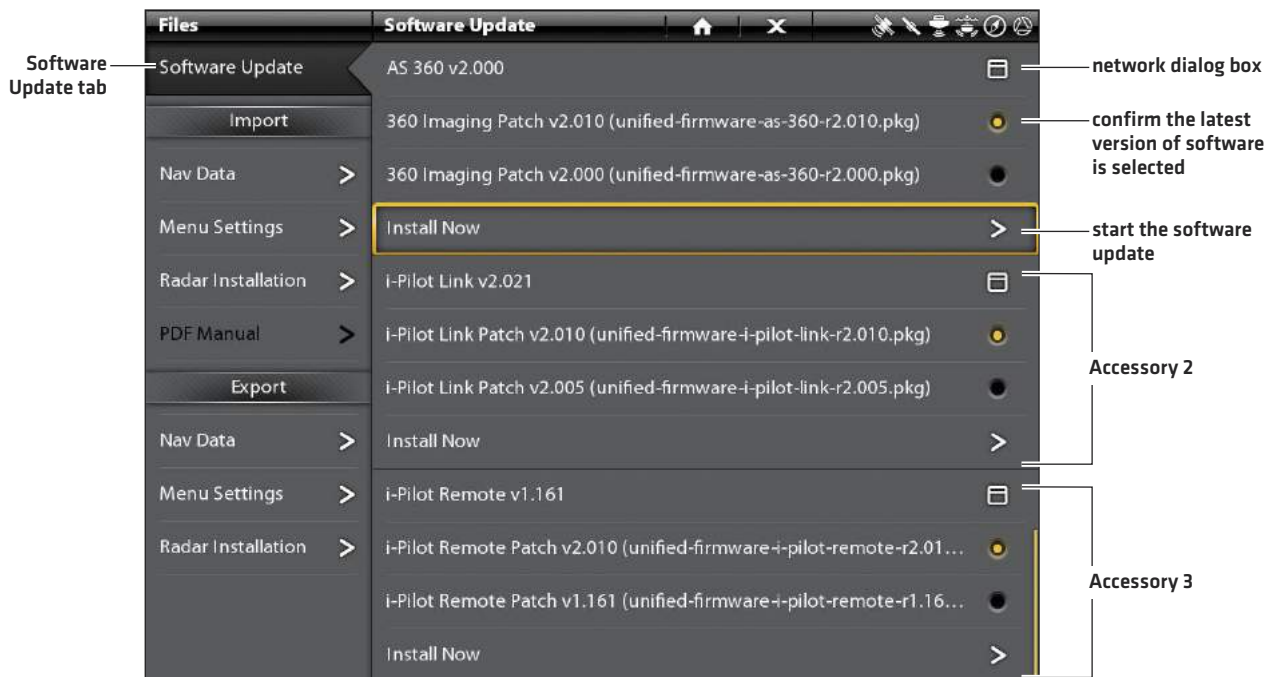 Files
Software Update
Software
Update tab
Software Update
Import
Nav Data
Menu Settings
Radar Installation
PDF Manual
Export
Nav Data
Menu Settings
Radar Installation
AS 360 v2.000
360 Imaging Patch v2.010 (unified-firmware-as-360-r2.010.pkg)
360 Imaging Patch v2.000 (unified-firmware-as-360-r2.000.pkg)
Install Now
i-Pilot Link v2.021
i-Pilot Link Patch v2.010 (unified-firmware-i-pilot-link-r2.010.pkg)
i-Pilot Link Patch v2.005 (unified-firmware-i-pilot-link-r2.005.pkg)
Install Now
i-Pilot Remote v1.161
i-Pilot Remote Patch v2.010 (unified-firmware-i-pilot-remote-r2.01...
i-Pilot Remote Patch v1.161 (unified-firmware-i-pilot-remote-r1.16...
Install Now
network dialog box
confirm the latest
version of software
is selected
start the software
update
Accessory 2
Accessory 3